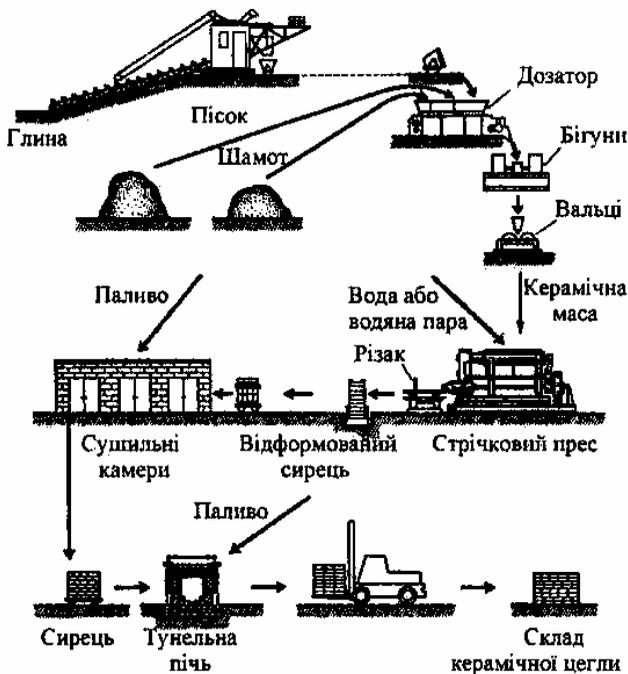 Дозатор
Глина
Пісок
Шамот
Бігуни
Вальці
Паливо
Вода або
водяна пара
Керамічна
маса
Різак
Сушильні
камери
Відформований
сирець
Стрічковий прес
Паливо
Сирець
Тунельна
піч
Склад
керамічної цегли